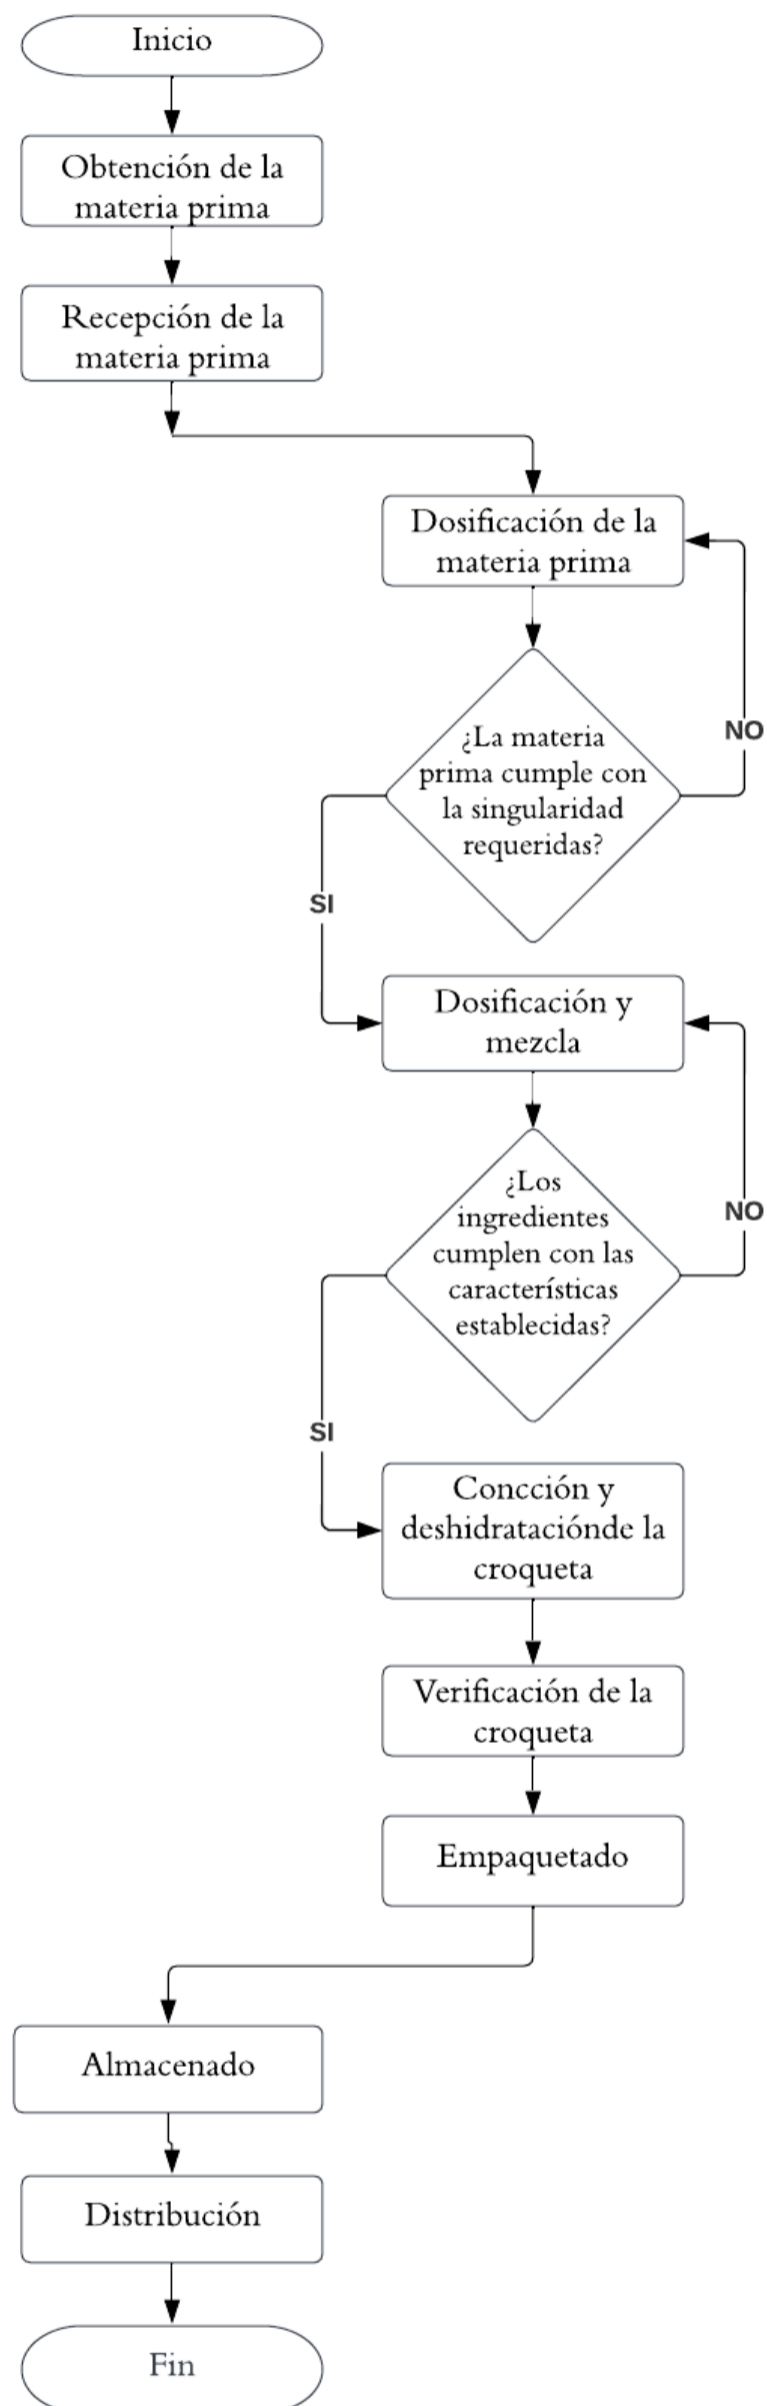 Inicio
Obtención de la
materia prima
Recepción de la
materia prima
Dosificación de la
materia prima
¿La materia
prima cumple con
la singularidad
requeridas?
NO
SI
Dosificación y
mezcla
¿Los
ingredientes
cumplen con las
características
establecidas?
NO
SI
Concción y
deshidrataciónde la
croqueta
Verificación de la
croqueta
Empaquetado
Almacenado
Distribución
Fin